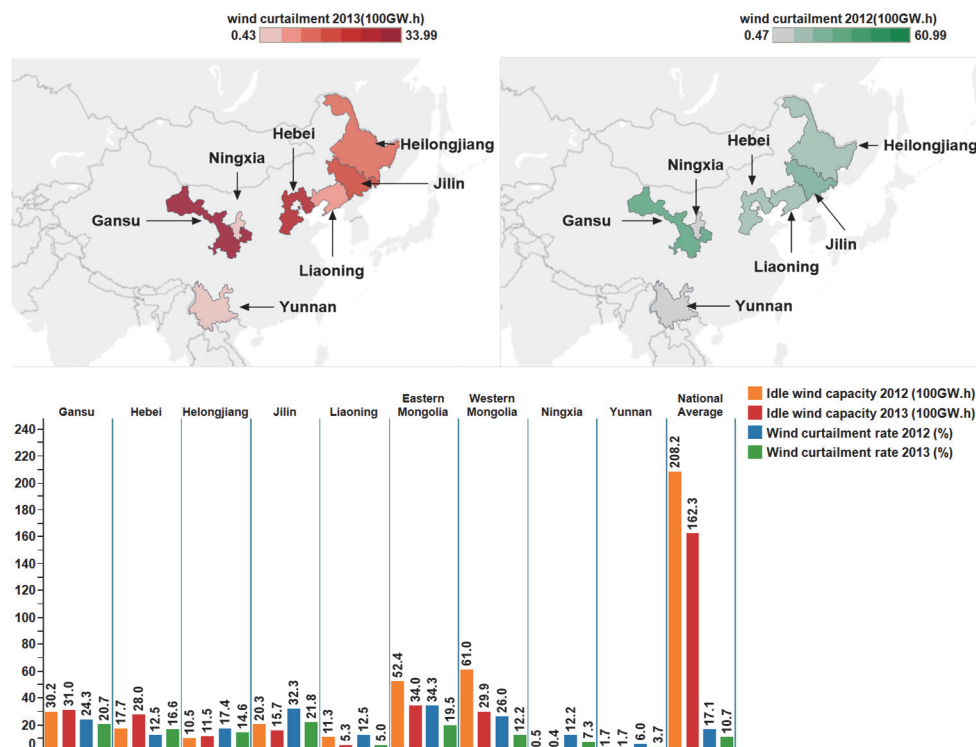 wind curtailment 2013(100GW.h)
0.43 33.99
wind curtailment 2012(100GW.h)
0.47 60.99
Hebei
Heilongjiang
Ningxia
Jilin
Gansu
Liaoning
Yunnan
Hebei
Heilongjiang
Ningxia
Gansu
Jilin
Liaoning
Yunnan
Gansu Hebei Helongjiang Jilin Liaoning Eastern Mongolia Western Mongolia Ningxia Yunnan National Average
Idle wind capacity 2012 (100GW.h)
Idle wind capacity 2013 (100GW.h)
Wind curtailment rate 2012 (%)
Wind curtailment rate 2013 (%)
240
220
200
180
160
140
120
100
80
60
40
20
0
30.2 31.0 24.3 20.7
17.7 28.0 12.5 16.6
10.5 11.5 17.4 14.6
20.3 15.7 32.3 21.8
11.3 5.3 12.5 5.0
52.4 34.0 34.3 19.5
61.0 29.9 26.0 12.2
0.5 0.4 12.2 7.3
1.7 1.7 6.0 3.7
208.2 162.3 17.1 10.7